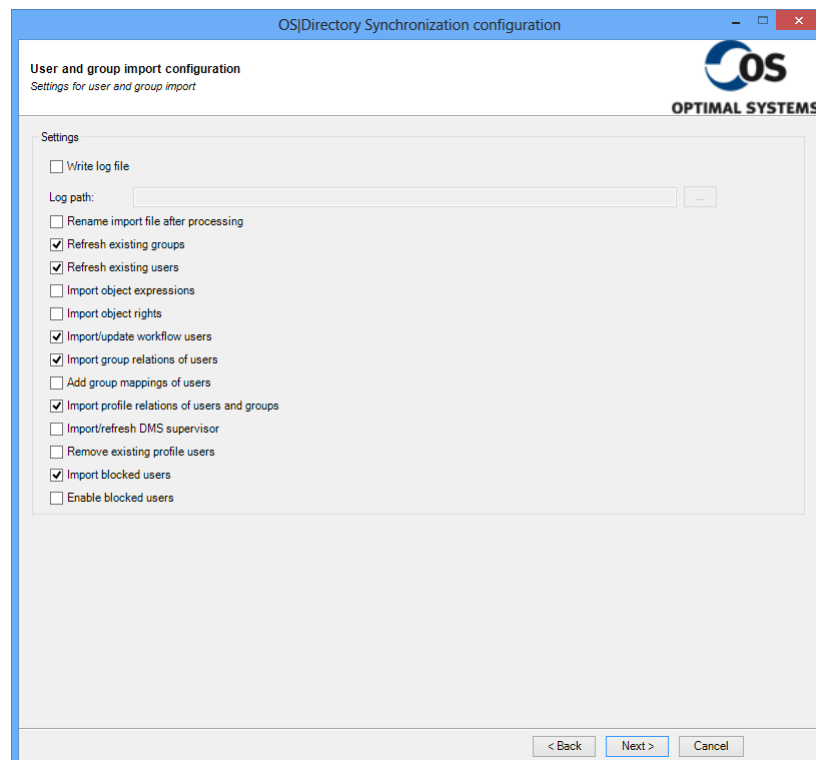 OS|Directory Synchronization configuration
User and group import configuration
Settings for user and group import
OS
OPTIMAL SYSTEMS
Settings
Write log file
Log path:
...
Rename import file after processing
Refresh existing groups
Refresh existing users
Import object expressions
Import object rights
Import/update workflow users
Import group relations of users
Add group mappings of users
Import profile relations of users and groups
Import/refresh DMS supervisor
Remove existing profile users
Import blocked users
Enable blocked users
< Back Next > Cancel